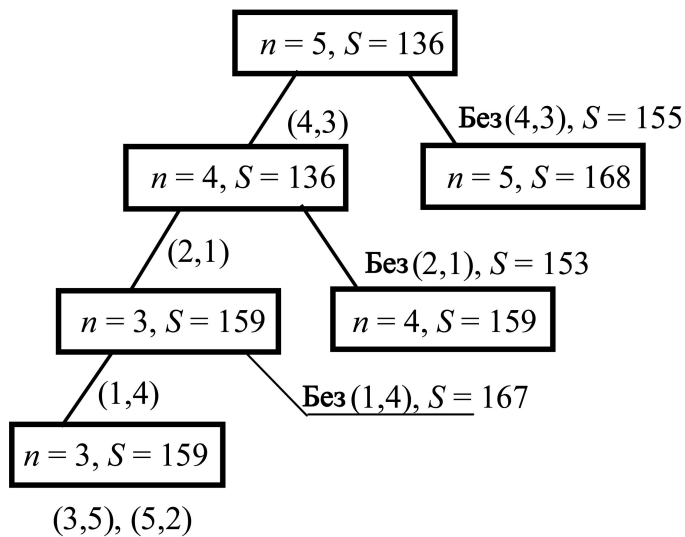 n = 5, S = 136
(4,3)
Без (4,3), S = 155
n = 4, S = 136
n = 5, S = 168
(2,1)
Без (2,1), S = 153
n = 3, S = 159
n = 4, S = 159
(1,4)
Без (1,4), S = 167
n = 3, S = 159
(3,5), (5,2)